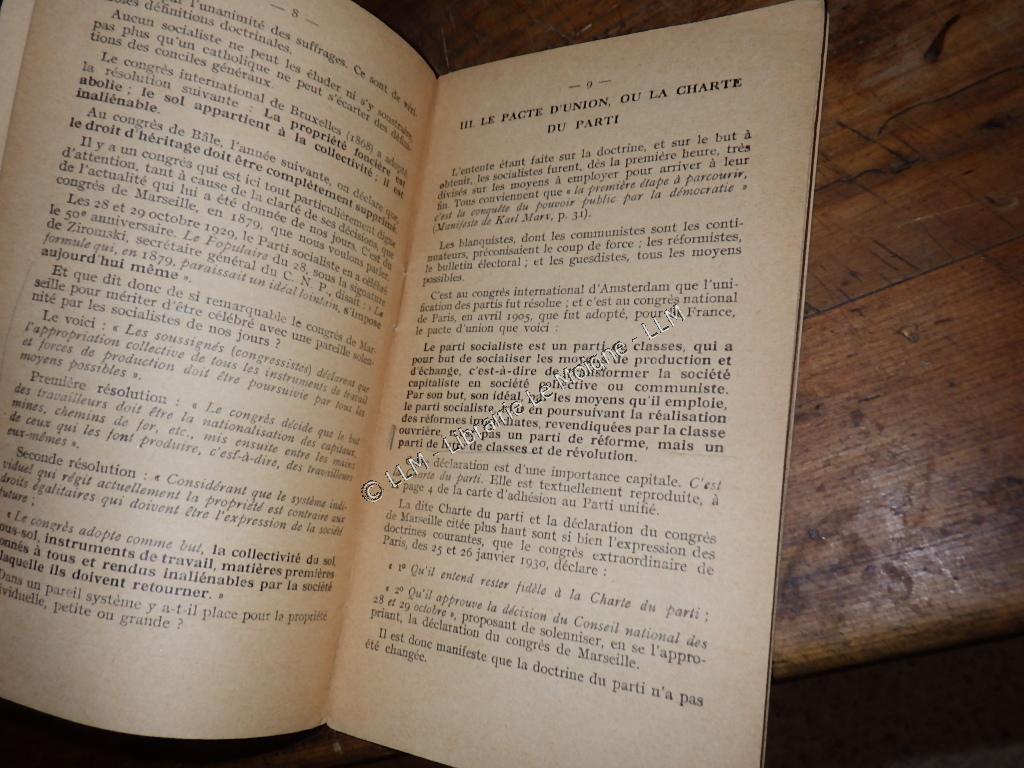 — 8 —
l'unanimité des suffrages. Ce sont de
définitions doctrinales.
Aucun socialiste ne peut les éluder ni s'y soustraire,
pas plus qu'un catholique ne peut s'écarter des
tions des conciles généraux.
Le congrès international de Bruxelles (1868) a adopté
la résolution suivante : La propriété foncière est
abolie ; le sol appartient à la collectivité ; il est
inaliénable.
Au congrès de Bâle, l'année suivante, on déclare que
le droit d'héritage doit être complètement supprimé.
Il y a un congrès qui est ici tout particulièrement digne
d'attention, tant à cause de la clarté de ses décisions, que
de l'actualité qui lui a été donnée de nos jours. C'est du
congrès de Marseille, en 1879, que nous voulons parler.
Les 28 et 29 octobre 1929, le Parti socialiste en a célébré
le 50e anniversaire. Le Populaire du 28, sous la signature
de Ziromski, secrétaire général du C. N. P., disait : « La
formule qui, en 1879, paraissait un idéal lointain, s'impose
aujourd'hui même ».
Et que dit donc de si remarquable le congrès de Mar-
seille pour mériter d'être célébré avec une pareille solen-
nité par les socialistes de nos jours ?
Le voici : « Les soussignés (congressistes) déclarent que
l'appropriation collective de tous les instruments de travail
et forces de production doit être poursuivie par tous les
moyens possibles ».
Première résolution : « Le congrès décide que le but
des travailleurs doit être la nationalisation des capitaux,
mines, chemins de fer, etc., mis ensuite entre les mains
de ceux qui les font produire, c'est-à-dire, des travailleurs
eux-mêmes ».
Seconde résolution : « Considérant que le système indi-
viduel qui régit actuellement la propriété est contraire aux
droits égalitaires qui doivent être l'expression de la société
future :
« Le congrès adopte comme but, la collectivité du sol,
sous-sol, instruments de travail, matières premières
donnés à tous et rendus inaliénables par la société
laquelle ils doivent retourner. »
Dans un pareil système y a-t-il place pour la propriété
individuelle, petite ou grande ?
— 9 —
III. LE PACTE D'UNION, OU LA CHARTE
DU PARTI
L'entente étant faite sur la doctrine, et sur le but à
obtenir, les socialistes furent, dès la première heure, très
divisés sur les moyens à employer pour arriver à leur
fin. Tous conviennent que « la première étape à parcourir,
c'est la conquête du pouvoir public par la démocratie »
(Manifeste de Karl Marx, p. 31).
Les blanquistes, dont les communistes sont les conti-
nuateurs, préconisaient le coup de force ; les réformistes,
le bulletin électoral ; et les guesdistes, tous les moyens
possibles.
C'est au congrès international d'Amsterdam que l'uni-
fication des partis fut résolue ; et c'est au congrès national
de Paris, en avril 1905, que fut adopté, pour la France,
le pacte d'union que voici :
Le parti socialiste est un parti de classes, qui a
pour but de socialiser les moyens de production et
d'échange, c'est-à-dire de transformer la société
capitaliste en société collective ou communiste.
Par son but, son idéal, par les moyens qu'il emploie,
le parti socialiste, tout en poursuivant la réalisation
des réformes immédiates, revendiquées par la classe
ouvrière, n'est pas un parti de réforme, mais un
parti de lutte de classes et de révolution.
déclaration est d'une importance capitale. C'est
la charte du parti. Elle est textuellement reproduite, à
page 4 de la carte d'adhésion au Parti unifié.
La dite Charte du parti et la déclaration du congrès
de Marseille citée plus haut sont si bien l'expression des
doctrines courantes, que le congrès extraordinaire de
Paris, des 25 et 26 janvier 1930, déclare :
« 1° Qu'il entend rester fidèle à la Charte du parti ;
« 2° Qu'il approuve la décision du Conseil national des
28 et 29 octobre », proposant de solenniser, en se l'appro-
priant, la déclaration du congrès de Marseille.
Il est donc manifeste que la doctrine du parti n'a pas
été changée.
© LLM - Librairie Le Moigne - LLM